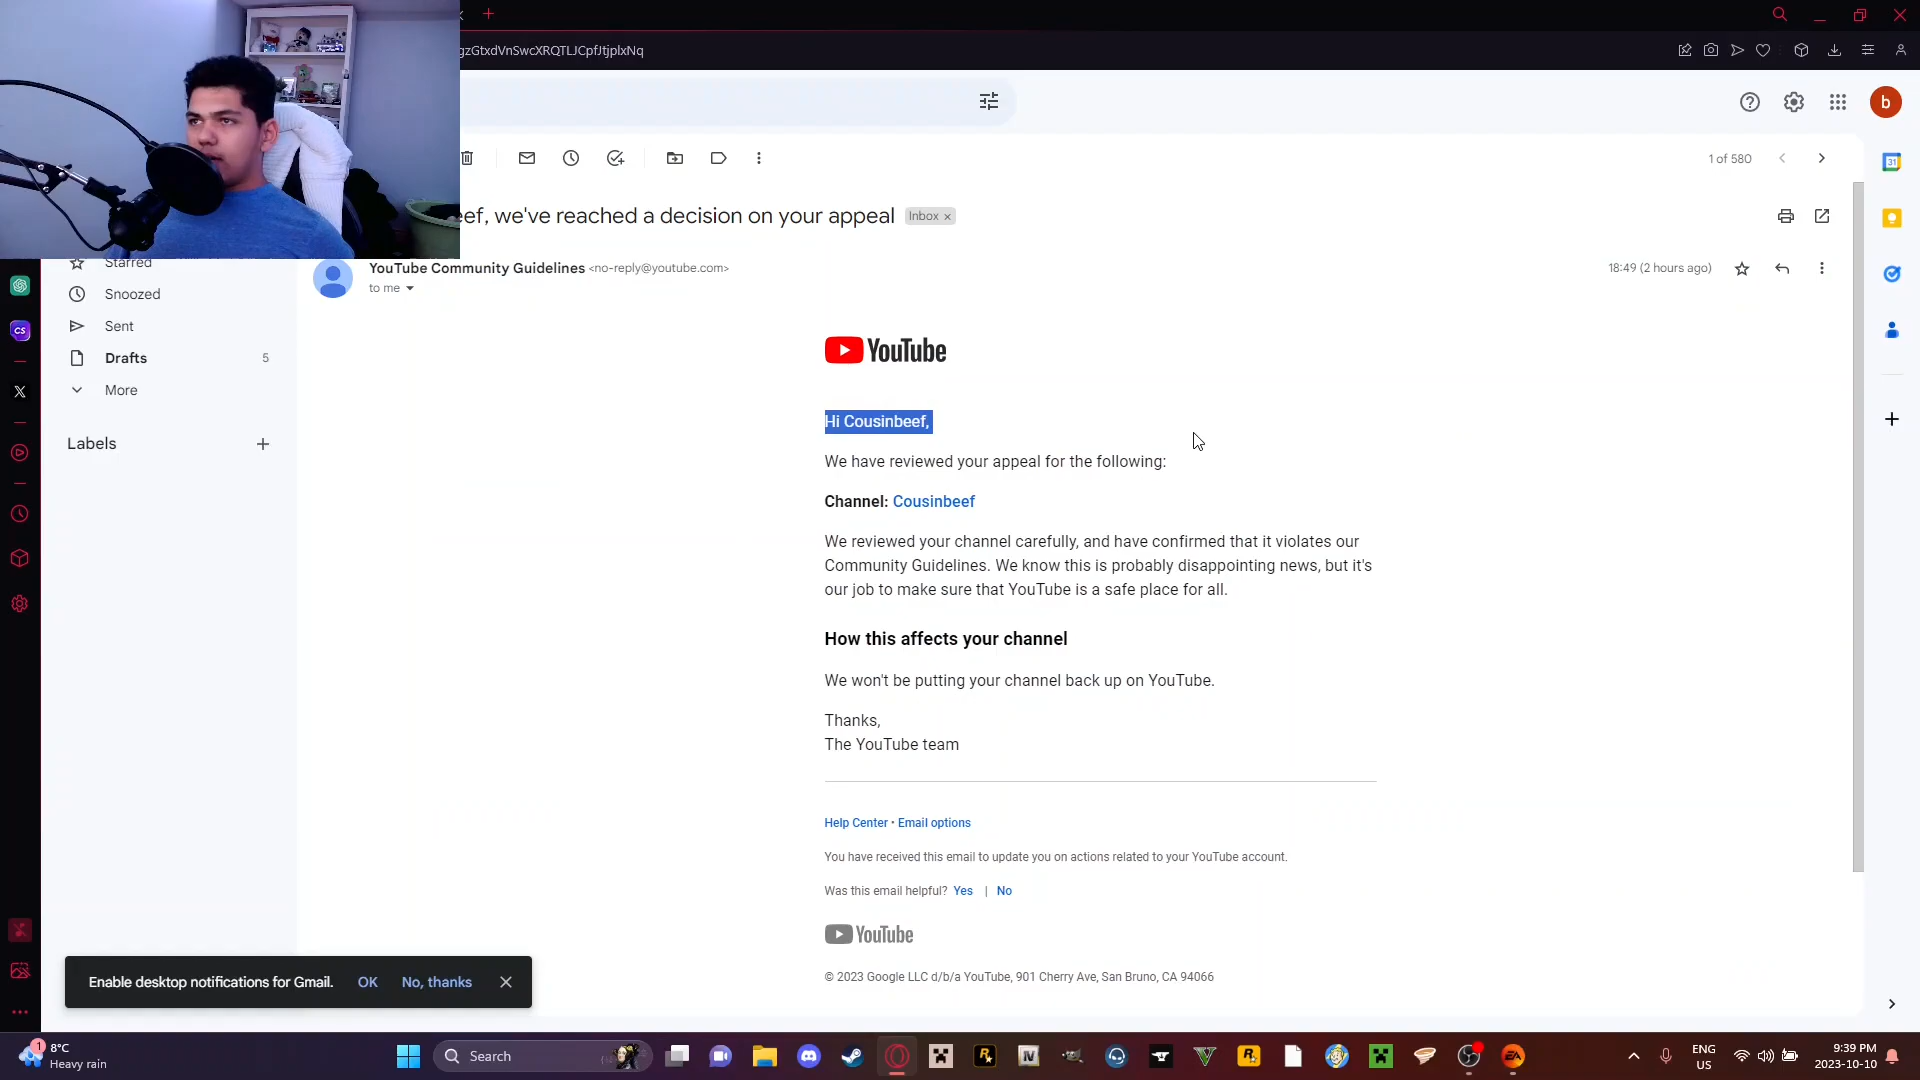 gzGtxdVnSwcXRQTLJCpfJtjplxNq
b
1 of 580
31
ef, we've reached a decision on your appeal
Inbox ×
YouTube Community Guidelines <no-reply@youtube.com>
18:49 (2 hours ago)
to me
Starred
Snoozed
Sent
Drafts 5
More
Labels
CS
X
YouTube
Hi Cousinbeef,
We have reviewed your appeal for the following:
Channel: Cousinbeef
We reviewed your channel carefully, and have confirmed that it violates our
Community Guidelines. We know this is probably disappointing news, but it's
our job to make sure that YouTube is a safe place for all.
How this affects your channel
We won't be putting your channel back up on YouTube.
Thanks,
The YouTube team
Help Center • Email options
You have received this email to update you on actions related to your YouTube account.
Was this email helpful? Yes | No
YouTube
© 2023 Google LLC d/b/a YouTube, 901 Cherry Ave, San Bruno, CA 94066
Enable desktop notifications for Gmail. OK No, thanks
1
8°C
Heavy rain
Search
R
IV
V
R
EA
ENG
US
9:39 PM
2023-10-10